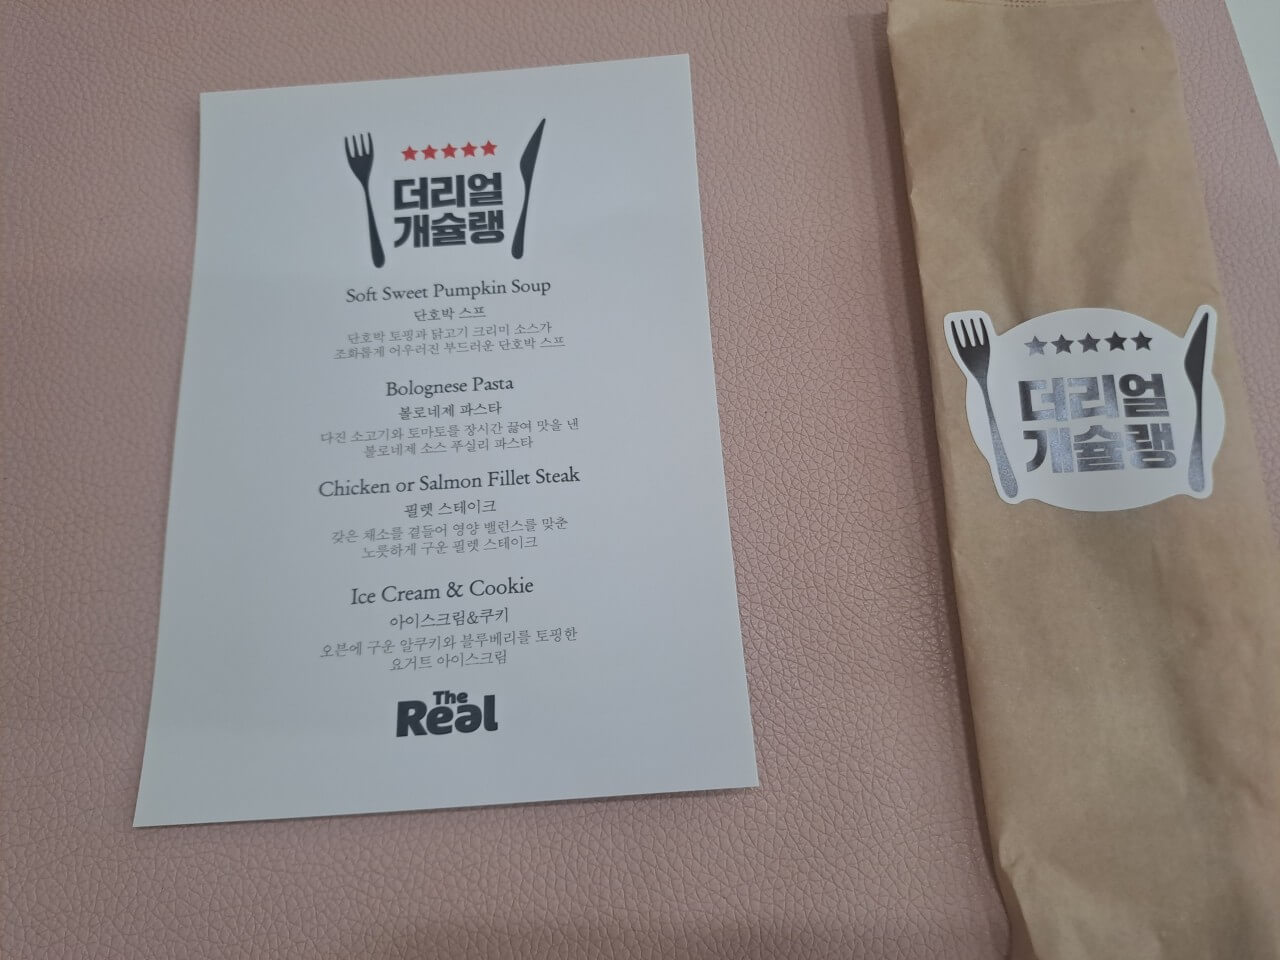 더리얼
개슐랭
Soft Sweet Pumpkin Soup
단호박 스프
단호박 토핑과 닭고기 크리미 소스가
조화롭게 어우러진 부드러운 단호박 스프
Bolognese Pasta
볼로네제 파스타
다진 소고기와 토마토를 장시간 끓여 맛을 낸
볼로네제 소스 푸실리 파스타
Chicken or Salmon Fillet Steak
필렛 스테이크
갖은 채소를 곁들어 영양 밸런스를 맞춘
노릇하게 구운 필렛 스테이크
Ice Cream & Cookie
아이스크림&쿠키
오븐에 구운 알쿠키와 블루베리를 토핑한
요거트 아이스크림
The
Real
더리얼
개슐랭